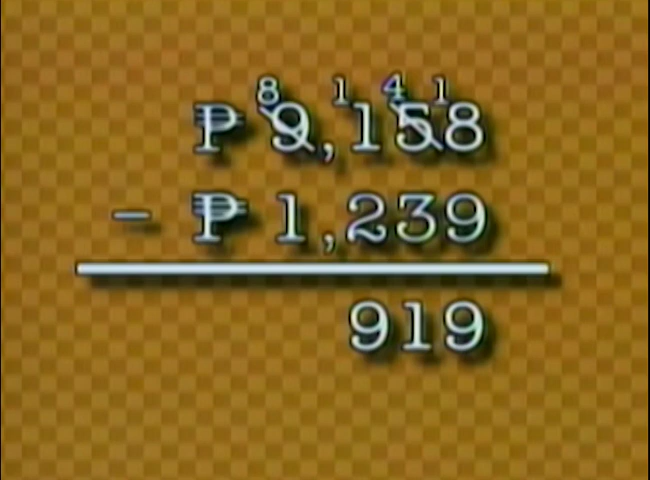 8 1 4 1
₱ 9,158
− ₱ 1,239
919